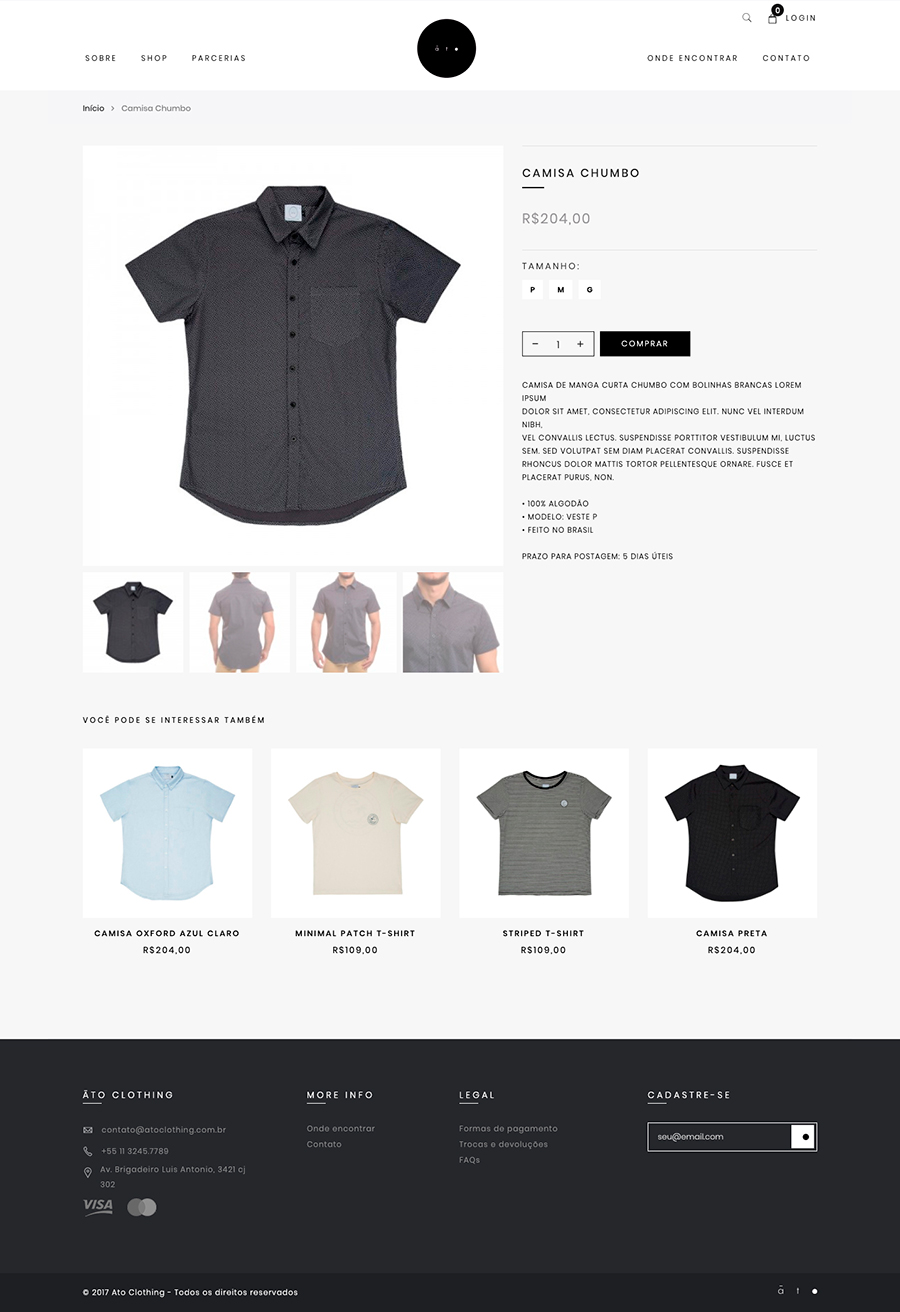 0
LOGIN
SOBRE SHOP PARCERIAS
ā t
ONDE ENCONTRAR CONTATO
Início > Camisa Chumbo
CAMISA CHUMBO
R$204,00
TAMANHO:
P M G
− 1 +
COMPRAR
CAMISA DE MANGA CURTA CHUMBO COM BOLINHAS BRANCAS LOREM
IPSUM
DOLOR SIT AMET, CONSECTETUR ADIPISCING ELIT. NUNC VEL INTERDUM
NIBH,
VEL CONVALLIS LECTUS. SUSPENDISSE PORTTITOR VESTIBULUM MI, LUCTUS
SEM. SED VOLUTPAT SEM DIAM PLACERAT CONVALLIS. SUSPENDISSE
RHONCUS DOLOR MATTIS TORTOR PELLENTESQUE ORNARE. FUSCE ET
PLACERAT PURUS, NON.
• 100% ALGODÃO
• MODELO: VESTE P
• FEITO NO BRASIL
PRAZO PARA POSTAGEM: 5 DIAS ÚTEIS
VOCÊ PODE SE INTERESSAR TAMBÉM
CAMISA OXFORD AZUL CLARO
R$204,00
MINIMAL PATCH T-SHIRT
R$109,00
STRIPED T-SHIRT
R$109,00
CAMISA PRETA
R$204,00
ĀTO CLOTHING
contato@atoclothing.com.br
+55 11 3245.7789
Av. Brigadeiro Luis Antonio, 3421 cj
302
VISA
MORE INFO
Onde encontrar
Contato
LEGAL
Formas de pagamento
Trocas e devoluções
FAQs
CADASTRE-SE
seu@email.com
© 2017 Ato Clothing - Todos os direitos reservados
ā t